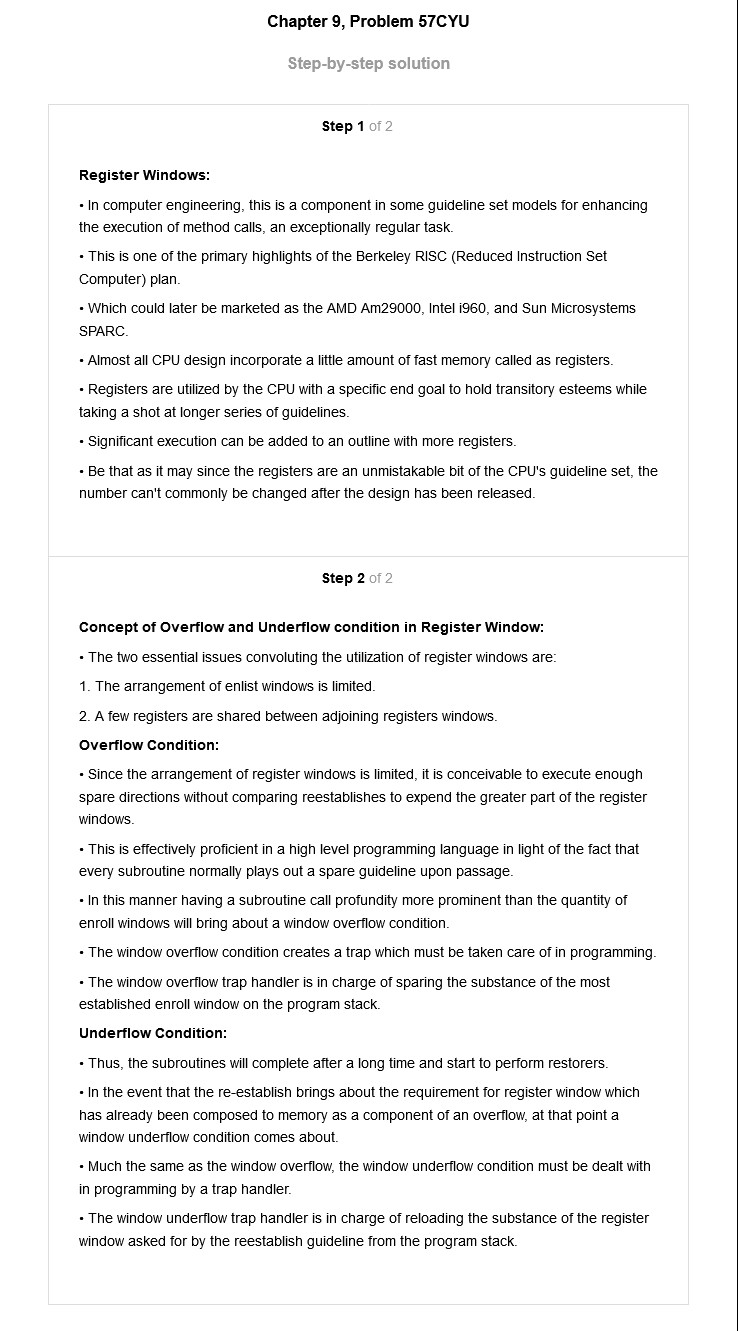 Chapter 9, Problem 57CYU
Step-by-step solution
Step 1 of 2
Register Windows:
• In computer engineering, this is a component in some guideline set models for enhancing
the execution of method calls, an exceptionally regular task.
• This is one of the primary highlights of the Berkeley RISC (Reduced Instruction Set
Computer) plan.
• Which could later be marketed as the AMD Am29000, Intel i960, and Sun Microsystems
SPARC.
• Almost all CPU design incorporate a little amount of fast memory called as registers.
• Registers are utilized by the CPU with a specific end goal to hold transitory esteems while
taking a shot at longer series of guidelines.
• Significant execution can be added to an outline with more registers.
• Be that as it may since the registers are an unmistakable bit of the CPU's guideline set, the
number can't commonly be changed after the design has been released.
Step 2 of 2
Concept of Overflow and Underflow condition in Register Window:
• The two essential issues convoluting the utilization of register windows are:
1. The arrangement of enlist windows is limited.
2. A few registers are shared between adjoining registers windows.
Overflow Condition:
• Since the arrangement of register windows is limited, it is conceivable to execute enough
spare directions without comparing reestablishes to expend the greater part of the register
windows.
• This is effectively proficient in a high level programming language in light of the fact that
every subroutine normally plays out a spare guideline upon passage.
• In this manner having a subroutine call profundity more prominent than the quantity of
enroll windows will bring about a window overflow condition.
• The window overflow condition creates a trap which must be taken care of in programming.
• The window overflow trap handler is in charge of sparing the substance of the most
established enroll window on the program stack.
Underflow Condition:
• Thus, the subroutines will complete after a long time and start to perform restorers.
• In the event that the re-establish brings about the requirement for register window which
has already been composed to memory as a component of an overflow, at that point a
window underflow condition comes about.
• Much the same as the window overflow, the window underflow condition must be dealt with
in programming by a trap handler.
• The window underflow trap handler is in charge of reloading the substance of the register
window asked for by the reestablish guideline from the program stack.